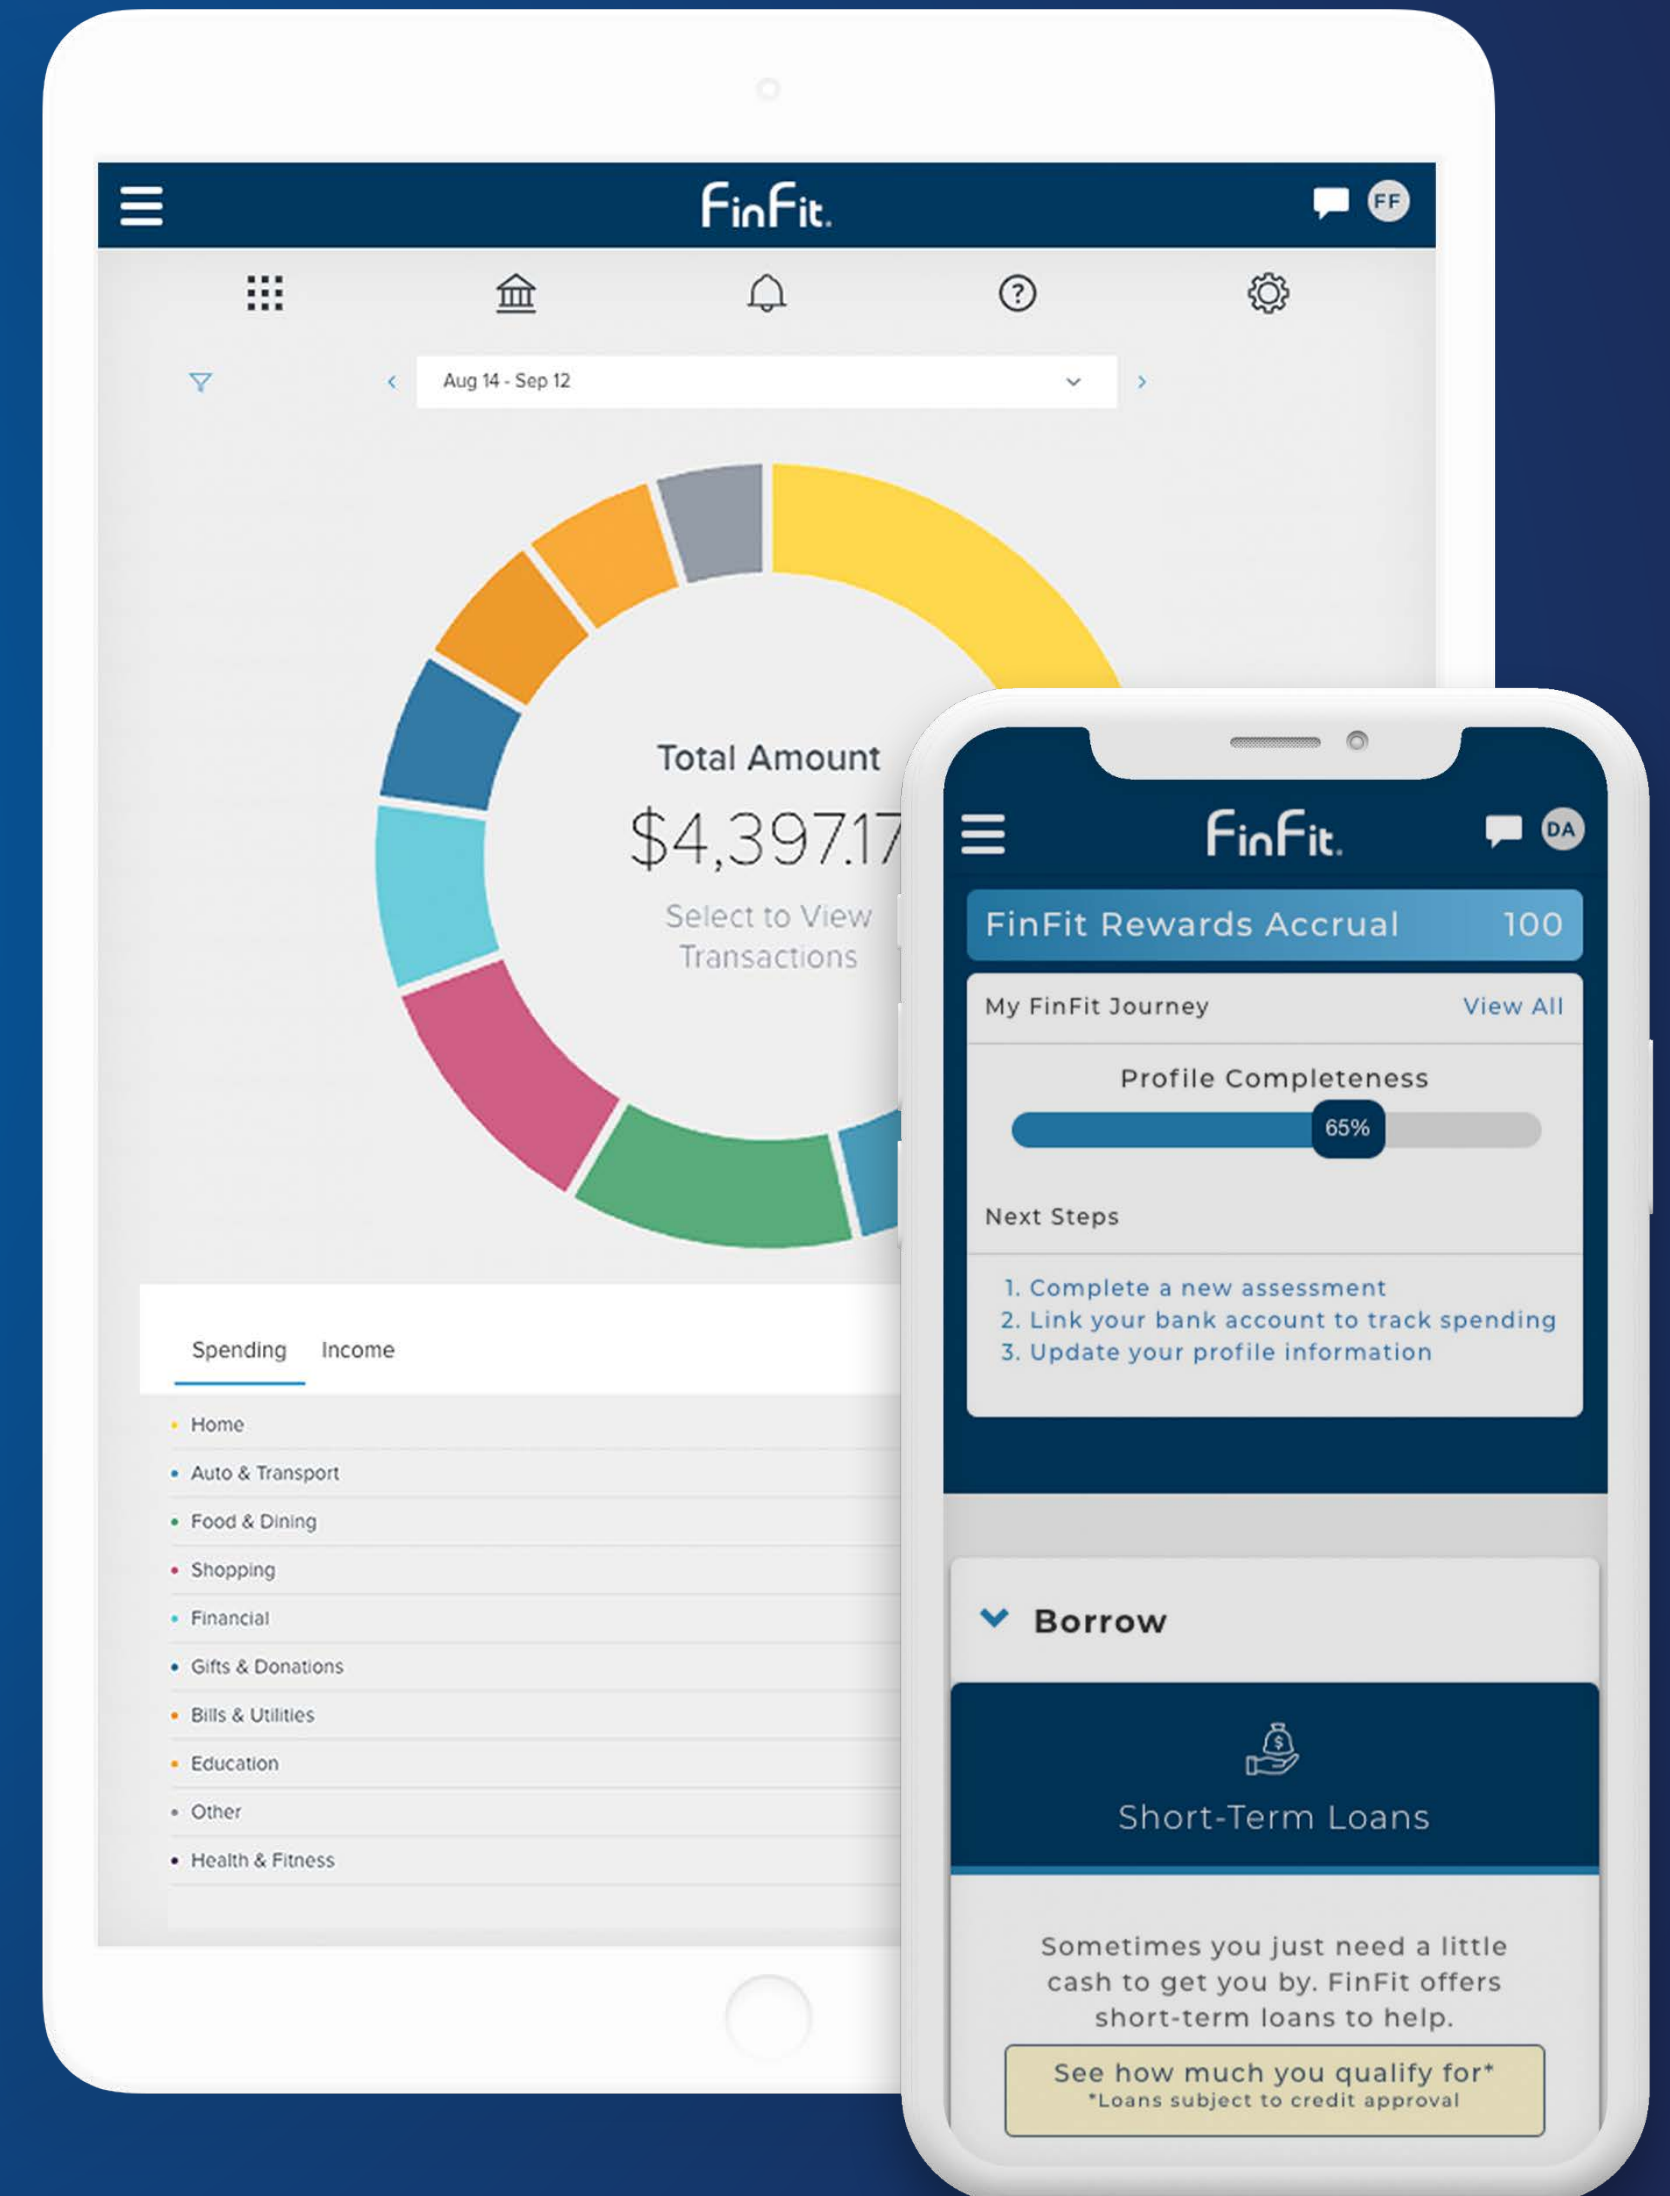 FinFit.
FF
Aug 14 - Sep 12
Total Amount
$4,397.17
Select to View
Transactions
Spending Income
Home
Auto & Transport
Food & Dining
Shopping
Financial
Gifts & Donations
Bills & Utilities
Education
Other
Health & Fitness
FinFit.
DA
FinFit Rewards Accrual 100
My FinFit Journey View All
Profile Completeness
65%
Next Steps
1. Complete a new assessment
2. Link your bank account to track spending
3. Update your profile information
Borrow
$
Short-Term Loans
Sometimes you just need a little
cash to get you by. FinFit offers
short-term loans to help.
See how much you qualify for*
*Loans subject to credit approval